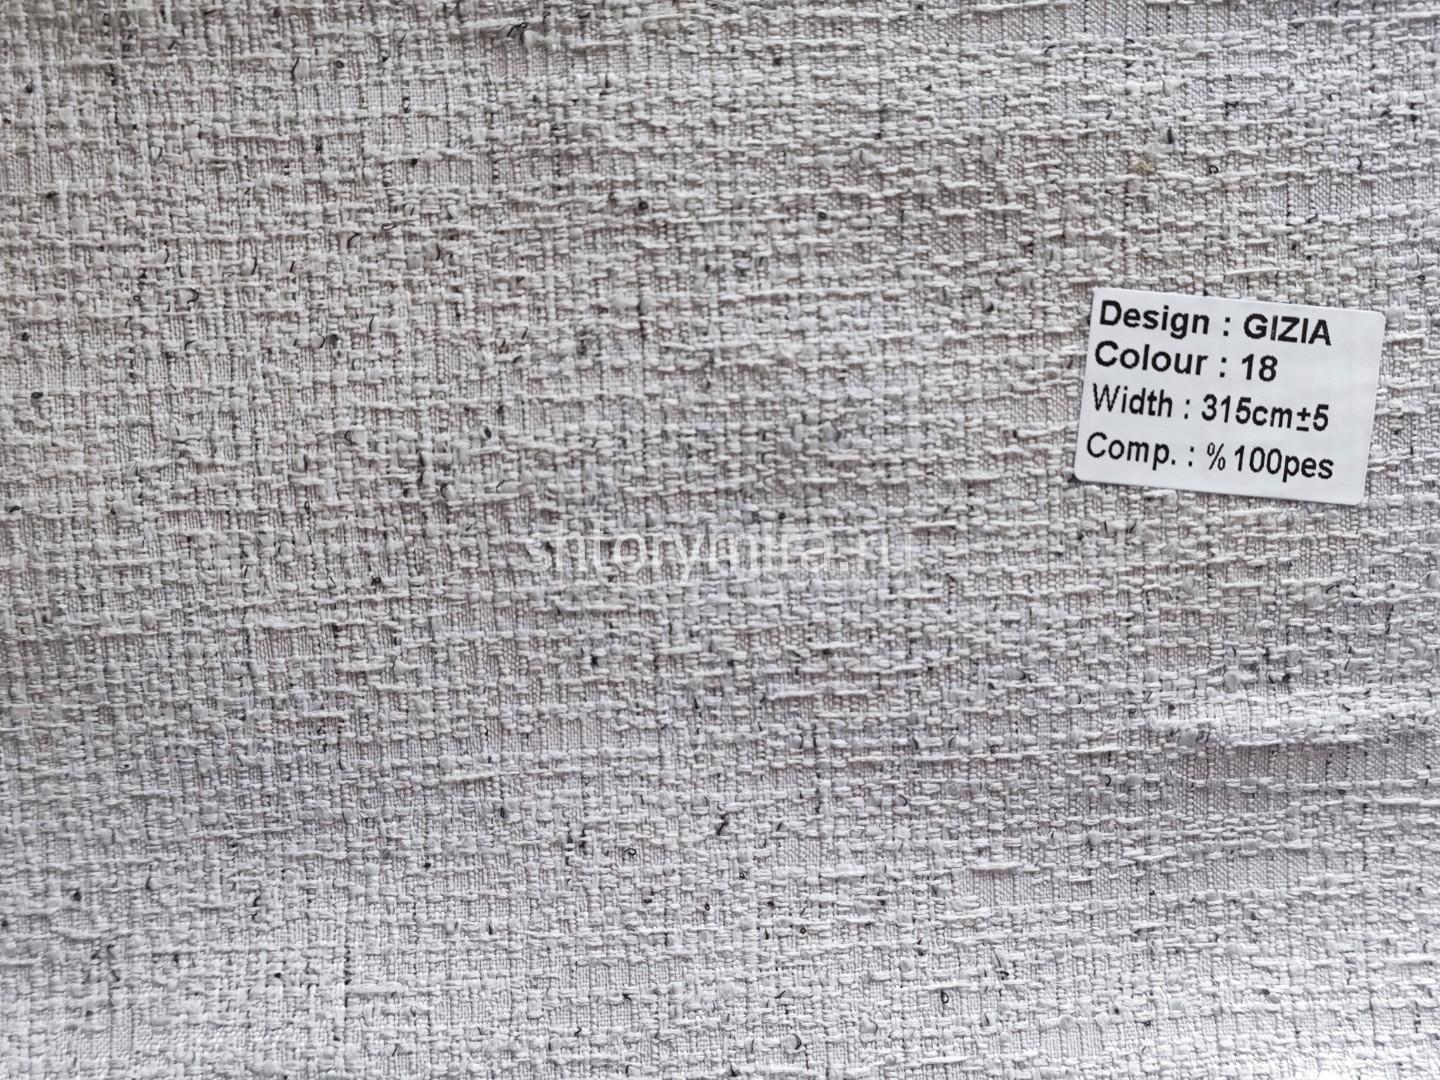 Design : GIZIA
Colour : 18
Width : 315cm±5
Comp. : %100pes
shtorymira.ru